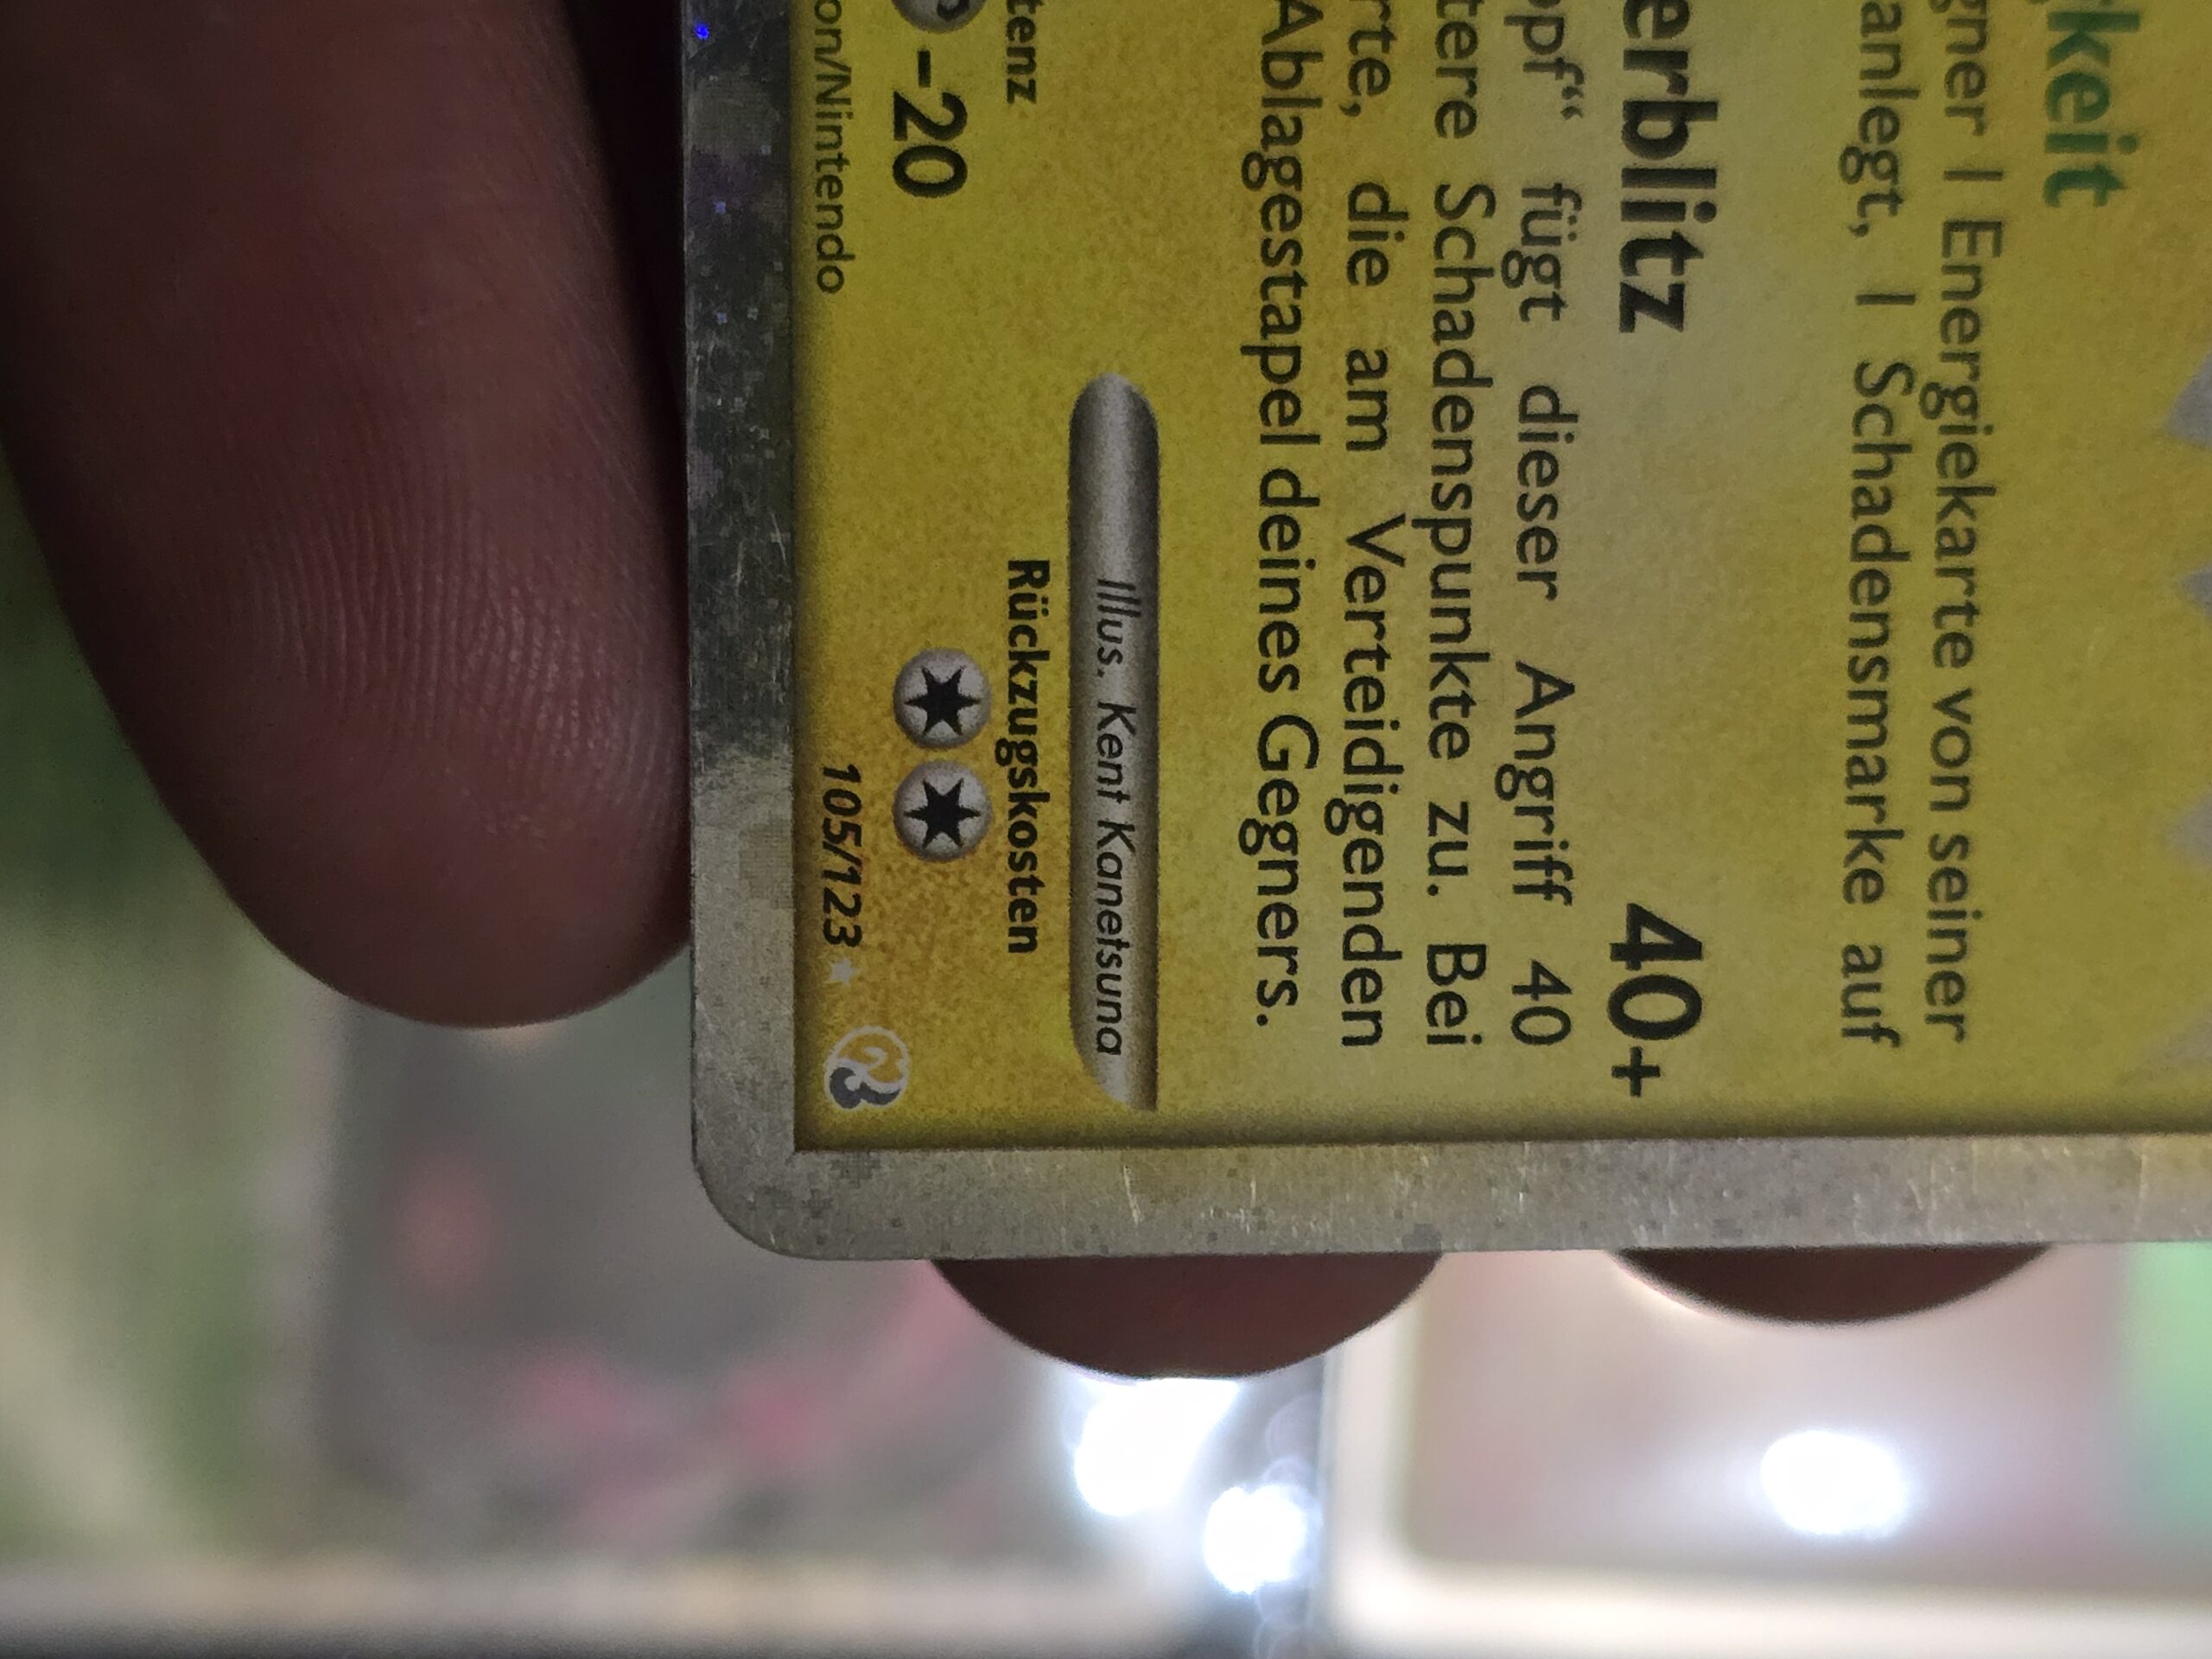 keit
gner 1 Energiekarte von seiner
anlegt, 1 Schadensmarke auf
erblitz 40+
opf“ fügt dieser Angriff 40
tere Schadenspunkte zu. Bei
rte, die am Verteidigenden
Ablagestapel deines Gegners.
Illus. Kent Kanetsuna
tenz Rückzugskosten
-20
on/Nintendo 105/123